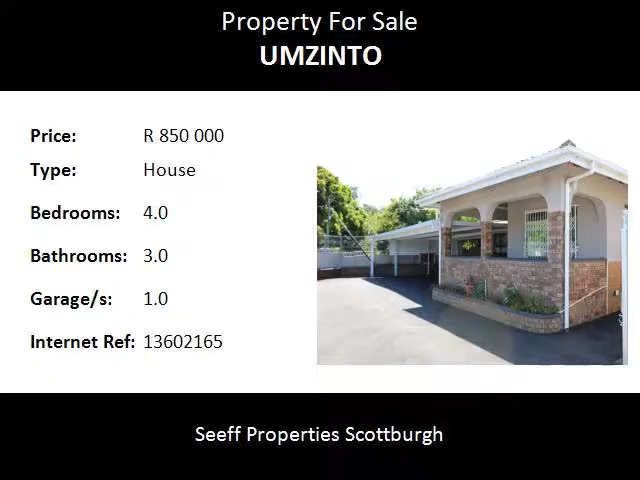 Property For Sale
UMZINTO
Price: R 850 000
Type: House
Bedrooms: 4.0
Bathrooms: 3.0
Garage/s: 1.0
Internet Ref: 13602165
Seeff Properties Scottburgh